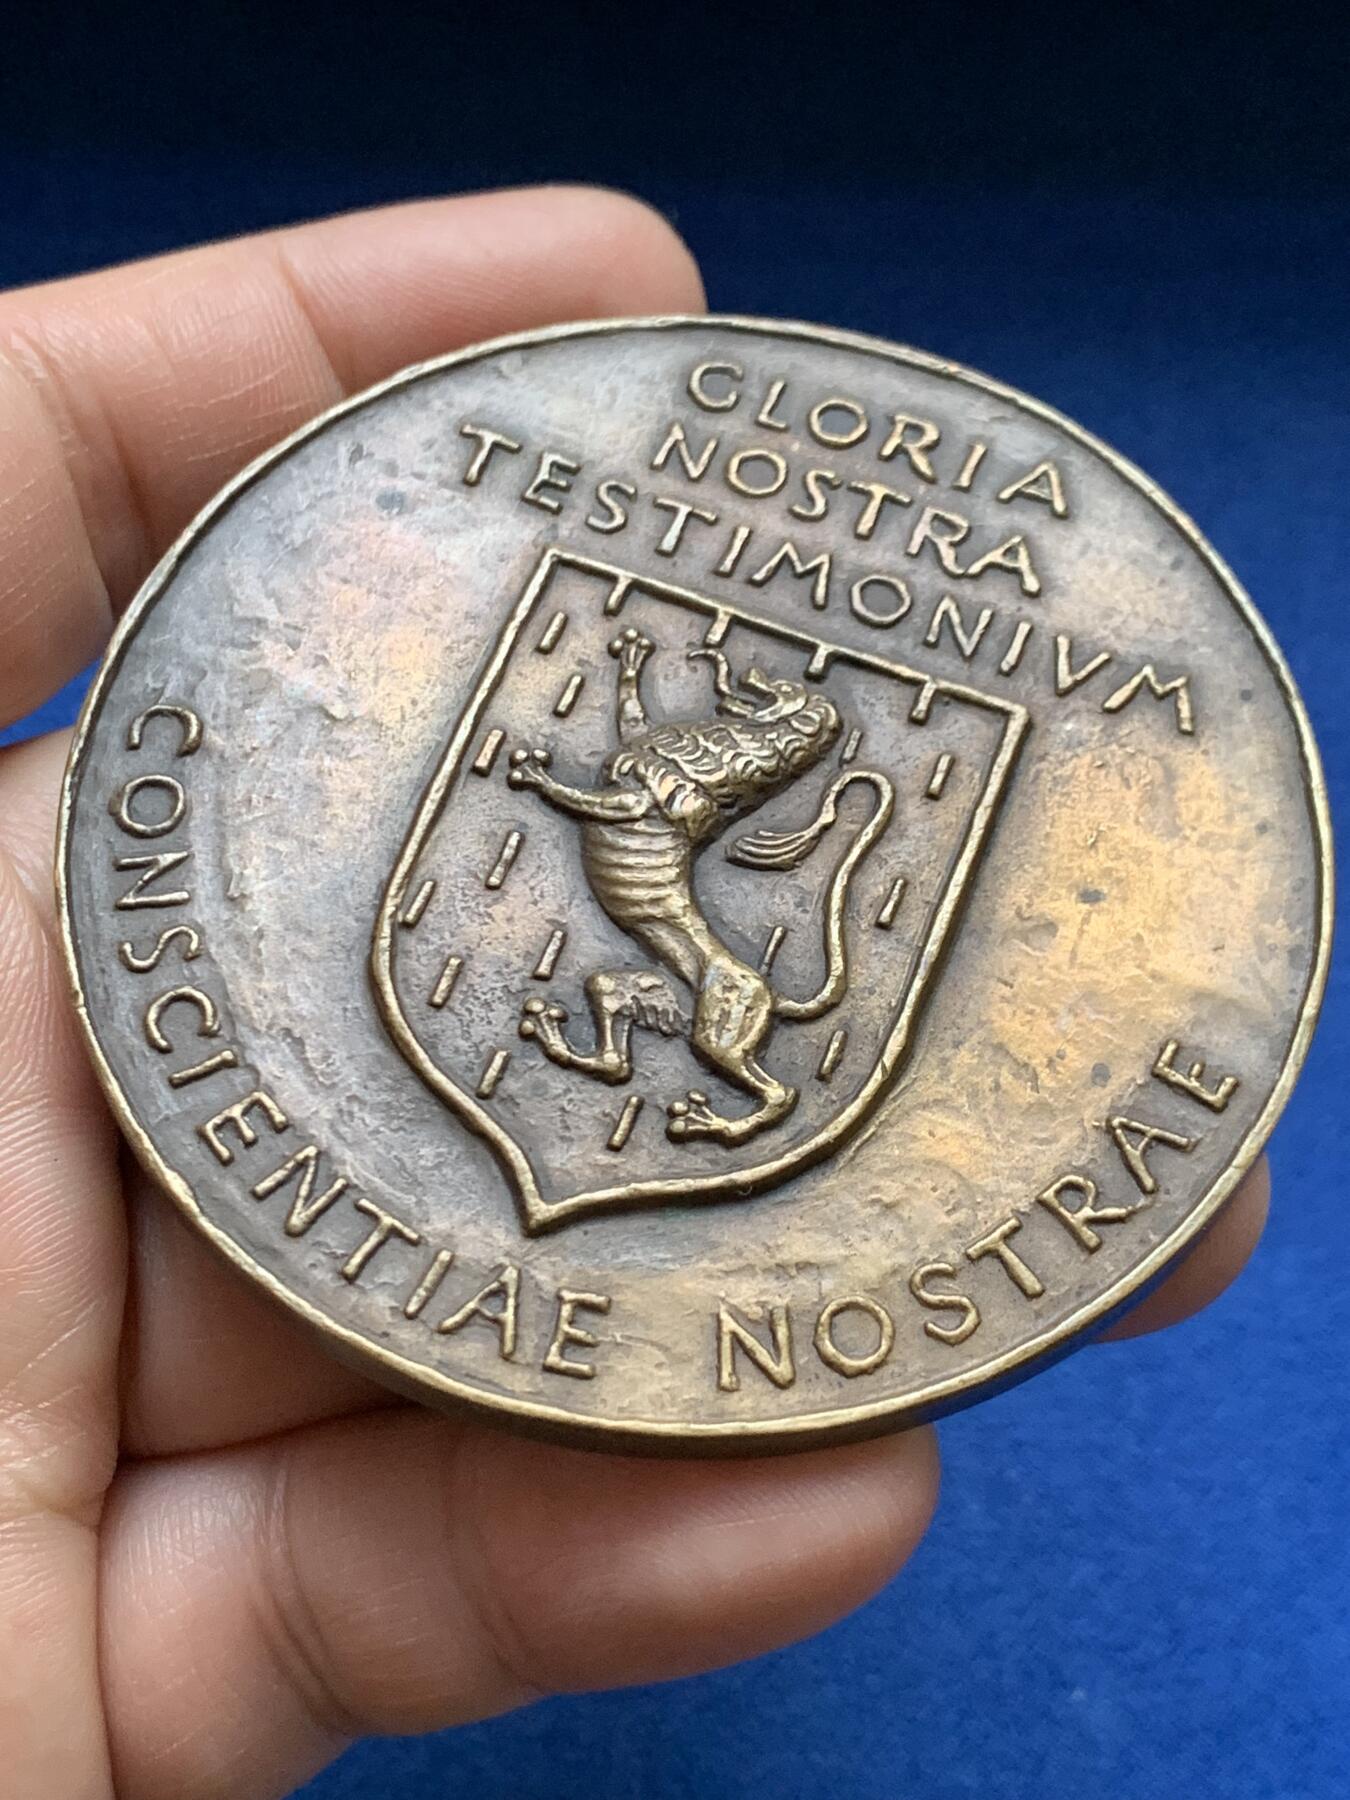 GLORIA
NOSTRA
TESTIMONIVM
CONSCIENTIAE NOSTRAE